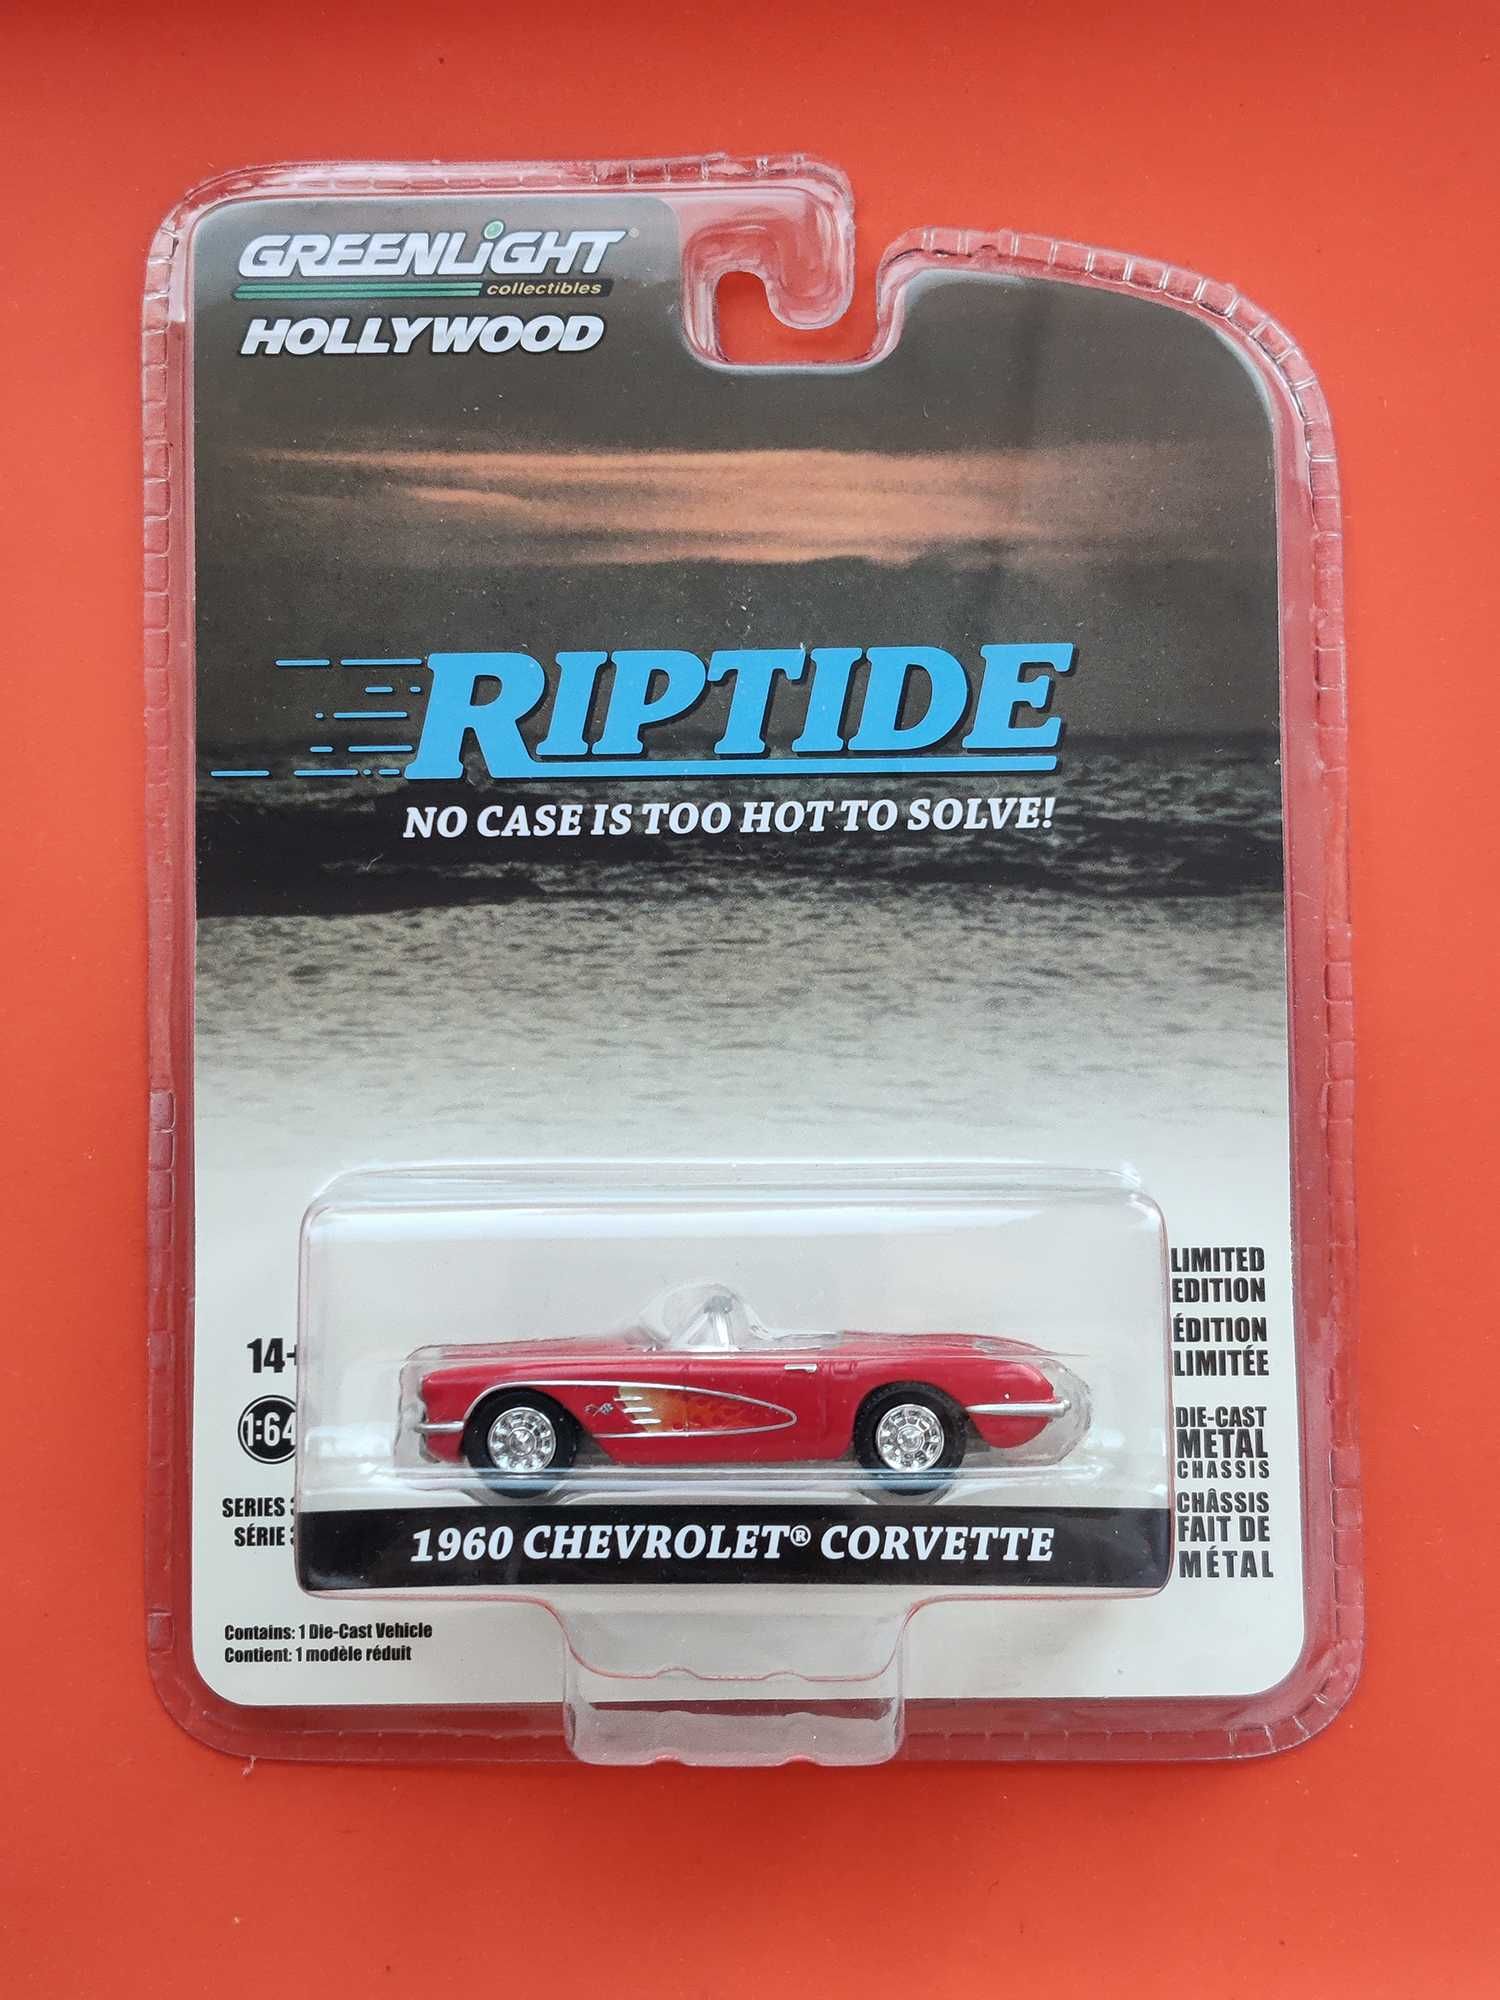 GREENLiGHT®
collectibles
HOLLYWOOD
RIPTIDE
NO CASE IS TOO HOT TO SOLVE!
14+
1:64
SERIES 3
SÉRIE 3
LIMITED
EDITION
ÉDITION
LIMITÉE
DIE-CAST
METAL
CHASSIS
CHÂSSIS
FAIT DE
MÉTAL
1960 CHEVROLET® CORVETTE
Contains: 1 Die-Cast Vehicle
Contient: 1 modèle réduit